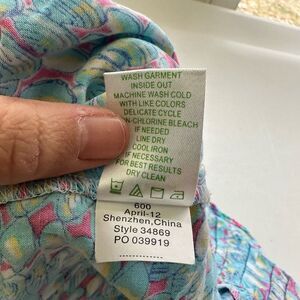 WASH GARMENT
INSIDE OUT
MACHINE WASH COLD
WITH LIKE COLORS
DELICATE CYCLE
NON-CHLORINE BLEACH
IF NEEDED
LINE DRY
COOL IRON
IF NECESSARY
FOR BEST RESULTS
DRY CLEAN
600
April-12
Shenzhen,China
Style 34869
PO 039919